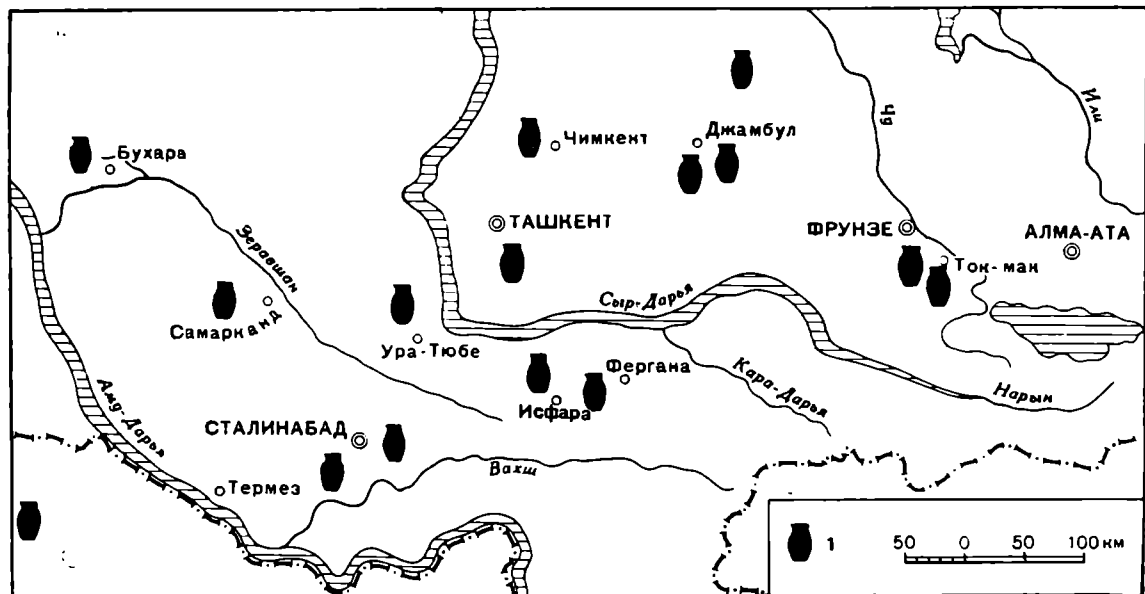 Чимкент
Джамбул
Чу
Или
Бухара
ТАШКЕНТ
ФРУНЗЕ
АЛМА-АТА
Ток-мак
Зеравшан
Самарканд
Сыр-Дарья
Ура-Тюбе
Фергана
Кара-Дарья
Нарын
Исфара
Аму-Дарья
СТАЛИНАБАД
Вахш
Термез
1
50 0 50 100 км